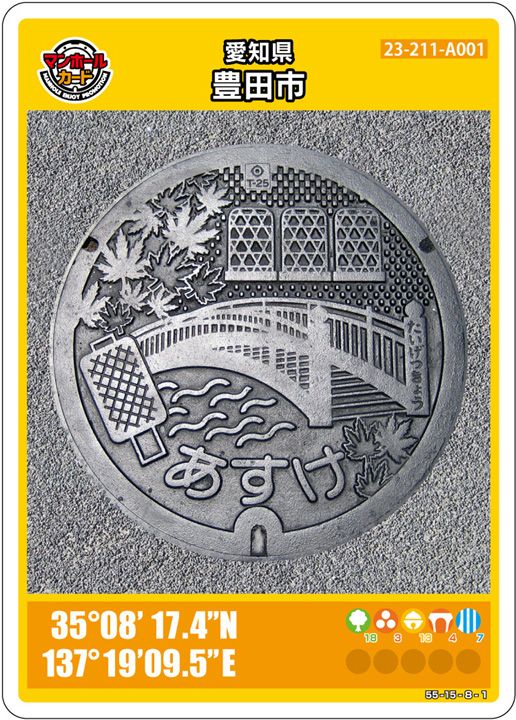 マンホール
カード
MANHOLE ENJOY PROMOTION
愛知県
豊田市
23-211-A001
T-25
たいげつきょう
あすけ
35°08’ 17.4”N
137°19’09.5”E
18 3 13 4 7
55-15-8-1